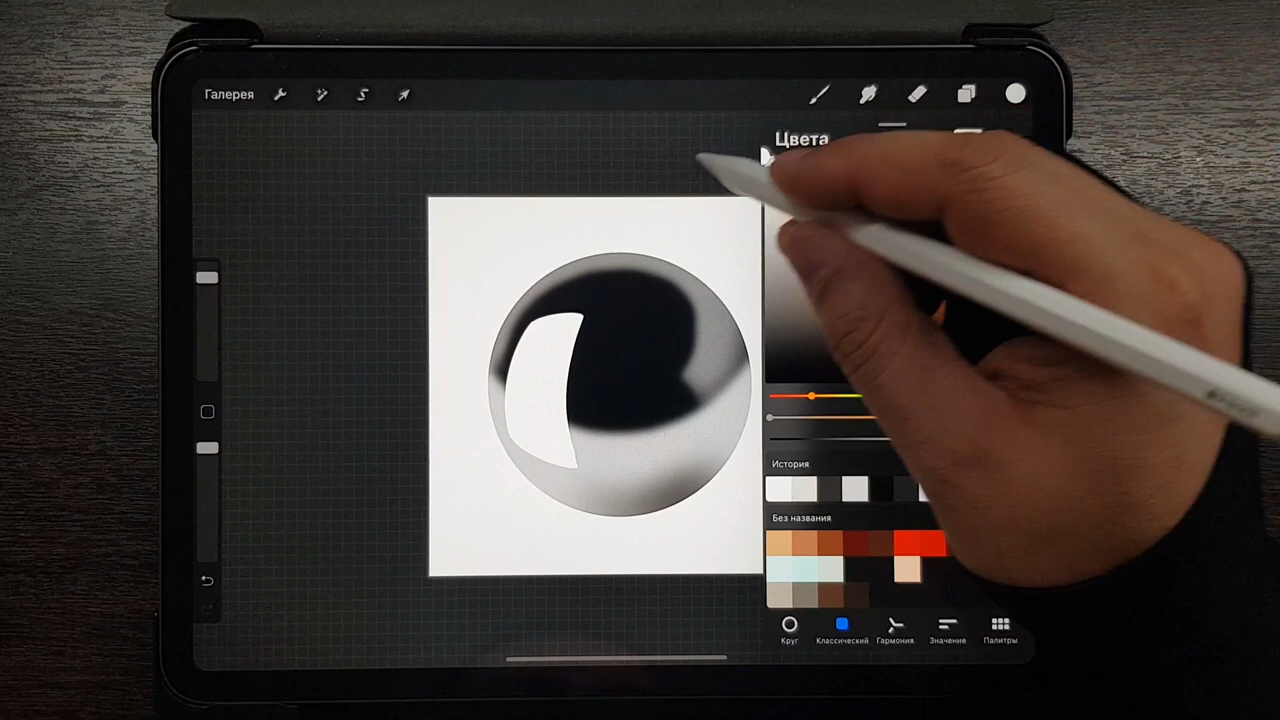 Галерея
Цвета
История
Без названия
Круг
Классический
Гармония
Значение
Палитры